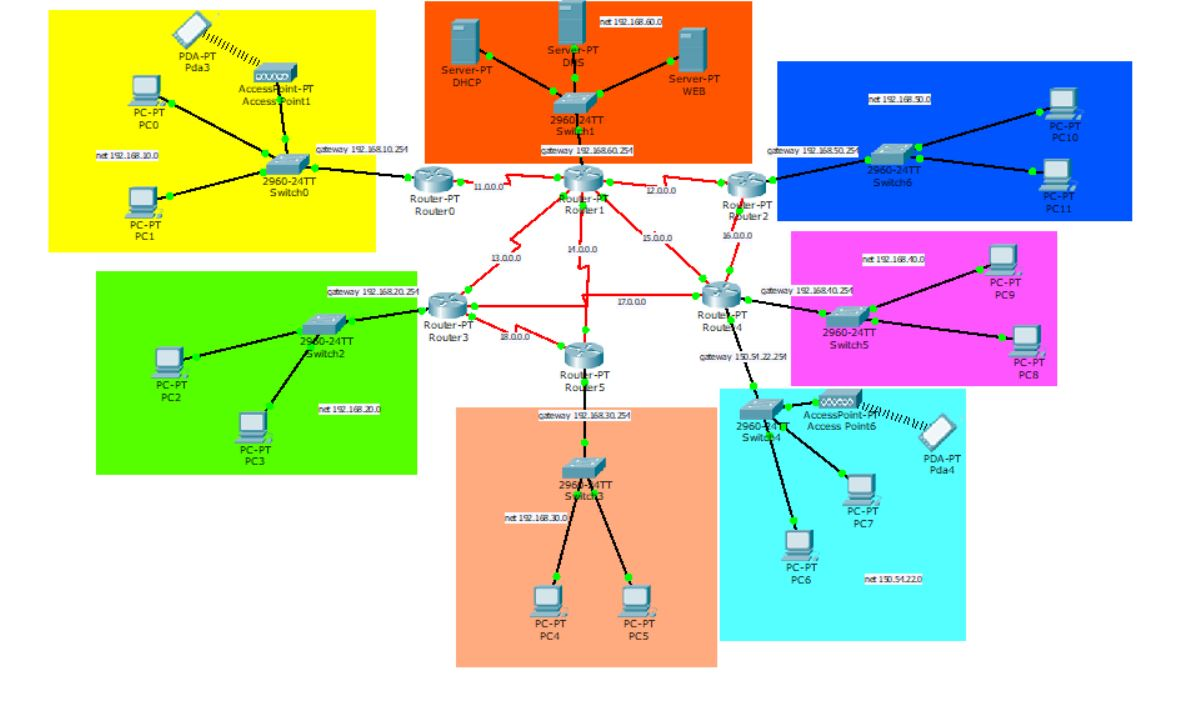 PDA-PT
Pda3
AccessPoint-PT
Access Point1
PC-PT
PC0
net 192.168.10.0
gateway 192.168.10.254
2960-24TT
Switch0
PC-PT
PC1
Router-PT
Router0
11.0.0.0
net 192.168.60.0
Server-PT
DHCP
Server-PT
DNS
Server-PT
WEB
2960-24TT
Switch1
gateway 192.168.60.254
Router-PT
Router1
12.0.0.0
Router-PT
Router2
net 192.168.50.0
gateway 192.168.50.254
2960-24TT
Switch6
PC-PT
PC10
PC-PT
PC11
13.0.0.0
14.0.0.0
15.0.0.0
16.0.0.0
17.0.0.0
18.0.0.0
gateway 192.168.20.254
Router-PT
Router3
2960-24TT
Switch2
PC-PT
PC2
PC-PT
PC3
net 192.168.20.0
Router-PT
Router4
net 192.168.40.0
gateway 192.168.40.254
2960-24TT
Switch5
PC-PT
PC9
PC-PT
PC8
Router-PT
Router5
gateway 192.168.30.254
2960-24TT
Switch3
net 192.168.30.0
PC-PT
PC4
PC-PT
PC5
gateway 150.54.22.254
2960-24TT
Switch4
AccessPoint-PT
Access Point6
PDA-PT
Pda4
PC-PT
PC7
PC-PT
PC6
net 150.54.22.0